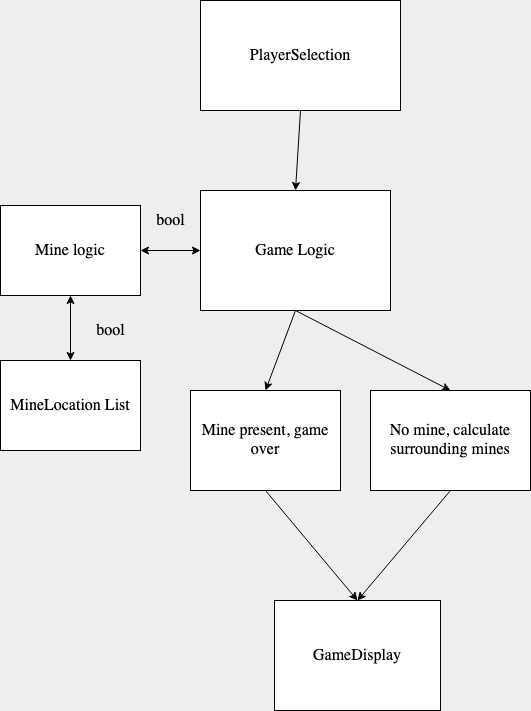 PlayerSelection
bool
Mine logic
Game Logic
bool
MineLocation List
Mine present, game
over
No mine, calculate
surrounding mines
GameDisplay